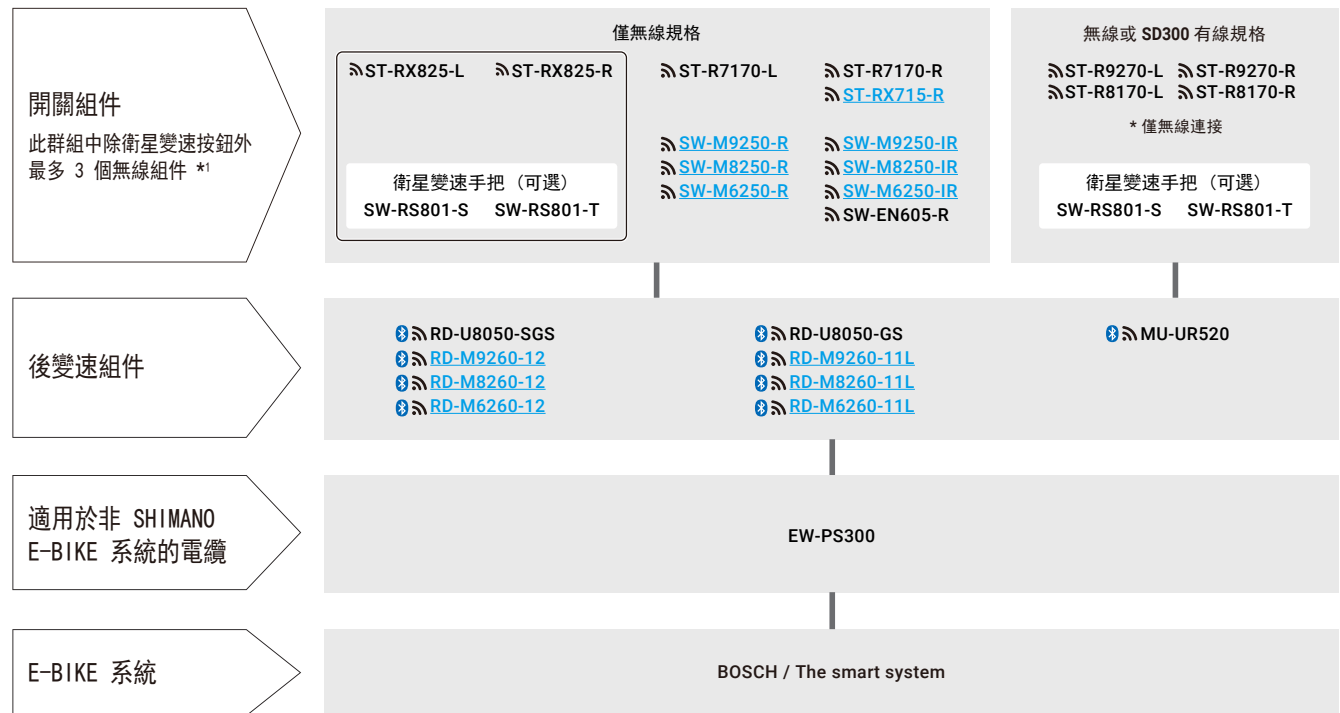 開關組件
此群組中除衛星變速按鈕外
最多 3 個無線組件 *1
僅無線規格
ST-RX825-L ST-RX825-R ST-R7170-L ST-R7170-R
ST-RX715-R
SW-M9250-R SW-M9250-IR
SW-M8250-R SW-M8250-IR
SW-M6250-R SW-M6250-IR
SW-EN605-R
衛星變速手把（可選）
SW-RS801-S SW-RS801-T
無線或 SD300 有線規格
ST-R9270-L ST-R9270-R
ST-R8170-L ST-R8170-R
* 僅無線連接
衛星變速手把（可選）
SW-RS801-S SW-RS801-T
後變速組件
RD-U8050-SGS RD-U8050-GS MU-UR520
RD-M9260-12 RD-M9260-11L
RD-M8260-12 RD-M8260-11L
RD-M6260-12 RD-M6260-11L
適用於非 SHIMANO
E-BIKE 系統的電纜
EW-PS300
E-BIKE 系統
BOSCH / The smart system